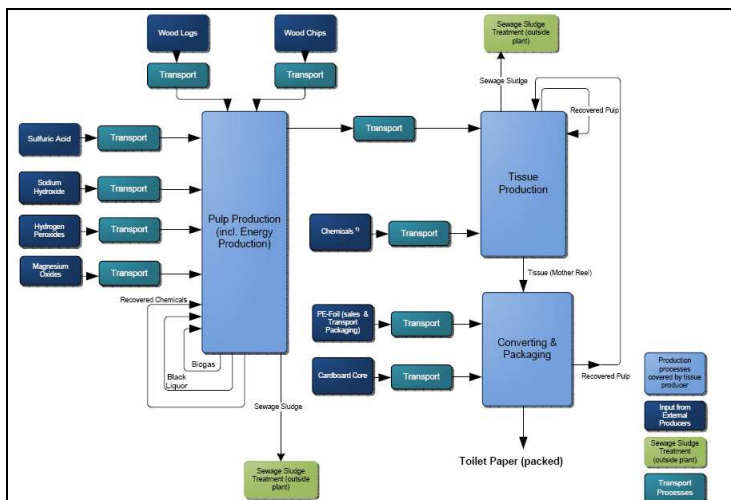 Sewage Sludge
Treatment (outside
plant)
Wood Logs
Wood Chips
Transport
Transport
Sewage Sludge
Recovered Pulp
Sulfuric Acid
Transport
Transport
Tissue
Production
Sodium
Hydroxide
Transport
Pulp Production
(incl. Energy
Production)
Hydrogen
Peroxides
Transport
Chemicals 1)
Transport
Magnesium
Oxides
Transport
Tissue (Mother Reel)
Recovered Chemicals
PE-Foil (sales &
Transport
Packaging)
Transport
Converting &
Packaging
Biogas
Black
Liquor
Cardboard Core
Transport
Recovered Pulp
Sewage Sludge
Toilet Paper (packed)
Sewage Sludge
Treatment (outside
plant)
Production
processes
covered by tissue
producer
Input from
External
Producers
Sewage Sludge
Treatment
(outside plant)
Transport
Processes